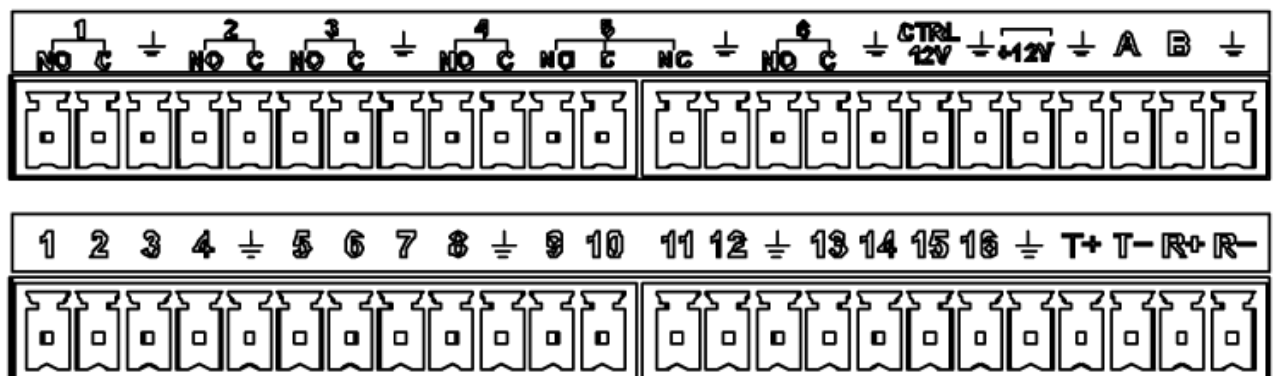 1 2 3 4 5 6 CTRL
NO C ⏚ NO C NO C ⏚ NO C NO C NC ⏚ NO C ⏚ 12V ⏚ +12V ⏚ A B ⏚
1 2 3 4 ⏚ 5 6 7 8 ⏚ 9 10 11 12 ⏚ 13 14 15 16 ⏚ T+ T− R+ R−